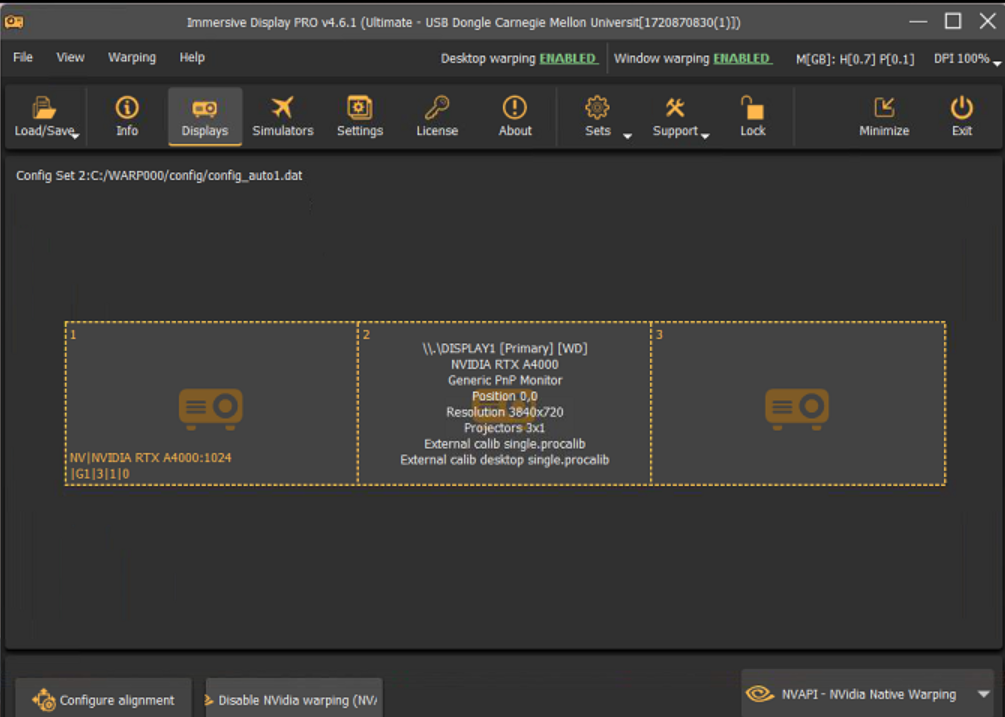 Immersive Display PRO v4.6.1 (Ultimate - USB Dongle Carnegie Mellon Universit[1720870830(1)])
File View Warping Help Desktop warping ENABLED Window warping ENABLED M[GB]: H[0.7] P[0.1] DPI 100%
Load/Save Info Displays Simulators Settings License About Sets Support Lock Minimize Exit
Config Set 2:C:/WARP000/config/config_auto1.dat
1 2 3
\\.\DISPLAY1 [Primary] [WD]
NVIDIA RTX A4000
Generic PnP Monitor
Position 0,0
Resolution 3840x720
Projectors 3x1
External calib single.procalib
External calib desktop single.procalib
NV|NVIDIA RTX A4000:1024
|G1|3|1|0
Configure alignment Disable NVidia warping (NVA NVAPI - NVidia Native Warping